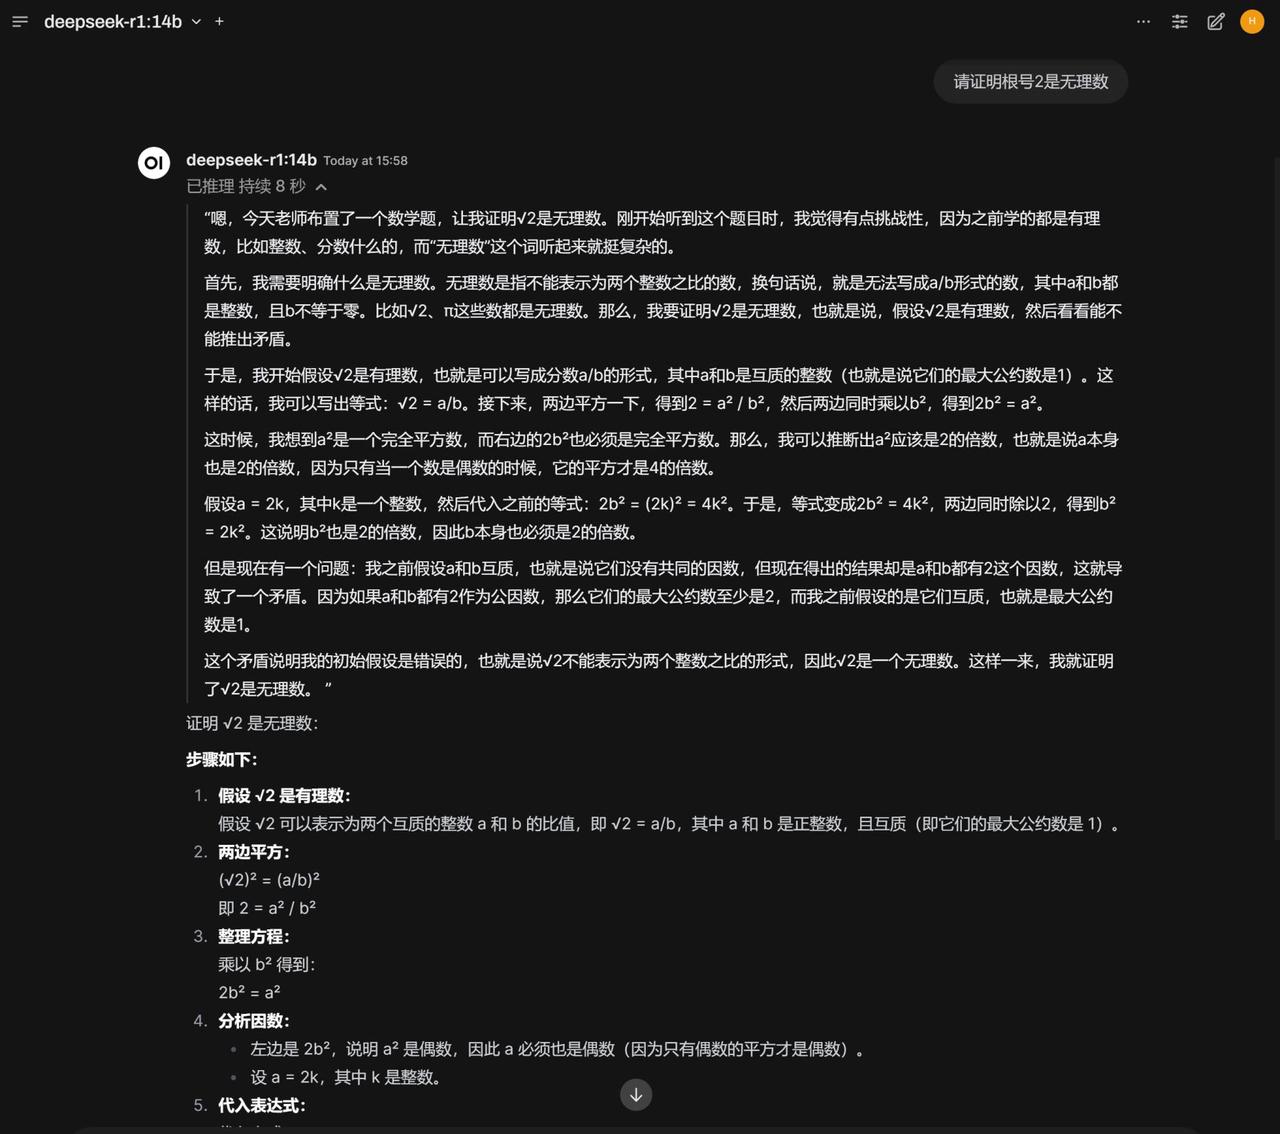 deepseek-r1:14b
H
请证明根号2是无理数
OI
deepseek-r1:14b Today at 15:58
已推理 持续 8 秒
“嗯，今天老师布置了一个数学题，让我证明√2是无理数。刚开始听到这个题目时，我觉得有点挑战性，因为之前学的都是有理
数，比如整数、分数什么的，而“无理数”这个词听起来就挺复杂的。
首先，我需要明确什么是无理数。无理数是指不能表示为两个整数之比的数，换句话说，就是无法写成a/b形式的数，其中a和b都
是整数，且b不等于零。比如√2、π这些数都是无理数。那么，我要证明√2是无理数，也就是说，假设√2是有理数，然后看看能不
能推出矛盾。
于是，我开始假设√2是有理数，也就是可以写成分数a/b的形式，其中a和b是互质的整数（也就是说它们的最大公约数是1）。这
样的话，我可以写出等式：√2 = a/b。接下来，两边平方一下，得到2 = a² / b²，然后两边同时乘以b²，得到2b² = a²。
这时候，我想到a²是一个完全平方数，而右边的2b²也必须是完全平方数。那么，我可以推断出a²应该是2的倍数，也就是说a本身
也是2的倍数，因为只有当一个数是偶数的时候，它的平方才是4的倍数。
假设a = 2k，其中k是一个整数，然后代入之前的等式：2b² = (2k)² = 4k²。于是，等式变成2b² = 4k²，两边同时除以2，得到b²
= 2k²。这说明b²也是2的倍数，因此b本身也必须是2的倍数。
但是现在有一个问题：我之前假设a和b互质，也就是说它们没有共同的因数，但现在得出的结果却是a和b都有2这个因数，这就导
致了一个矛盾。因为如果a和b都有2作为公因数，那么它们的最大公约数至少是2，而我之前假设的是它们互质，也就是最大公约
数是1。
这个矛盾说明我的初始假设是错误的，也就是说√2不能表示为两个整数之比的形式，因此√2是一个无理数。这样一来，我就证明
了√2是无理数。 ”
证明 √2 是无理数：
步骤如下：
1. 假设 √2 是有理数：
假设 √2 可以表示为两个互质的整数 a 和 b 的比值，即 √2 = a/b，其中 a 和 b 是正整数，且互质（即它们的最大公约数是 1）。
2. 两边平方：
(√2)² = (a/b)²
即 2 = a² / b²
3. 整理方程：
乘以 b² 得到：
2b² = a²
4. 分析因数：
• 左边是 2b²，说明 a² 是偶数，因此 a 必须也是偶数（因为只有偶数的平方才是偶数）。
• 设 a = 2k，其中 k 是整数。
5. 代入表达式：